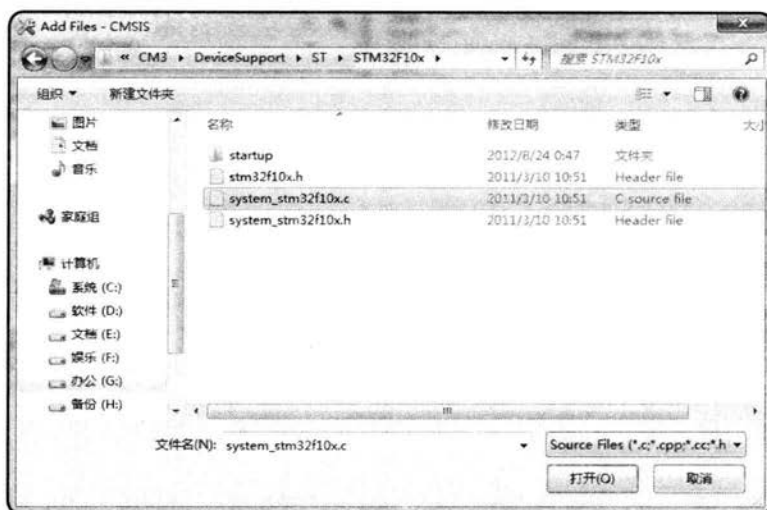 Add Files - CMSIS
« CM3 ▸ DeviceSupport ▸ ST ▸ STM32F10x ▸
搜索 STM32F10x
组织 ▼ 新建文件夹
图片
文档
音乐
家庭组
计算机
系统 (C:)
软件 (D:)
文档 (E:)
娱乐 (F:)
办公 (G:)
备份 (H:)
名称 修改日期 类型 大小
startup 2012/8/24 0:47 文件夹
stm32f10x.h 2011/3/10 10:51 Header file
system_stm32f10x.c 2011/3/10 10:51 C source file
system_stm32f10x.h 2011/3/10 10:51 Header file
文件名(N): system_stm32f10x.c
Source Files (*.c;*.cpp;*.cc;*.h
打开(O) 取消